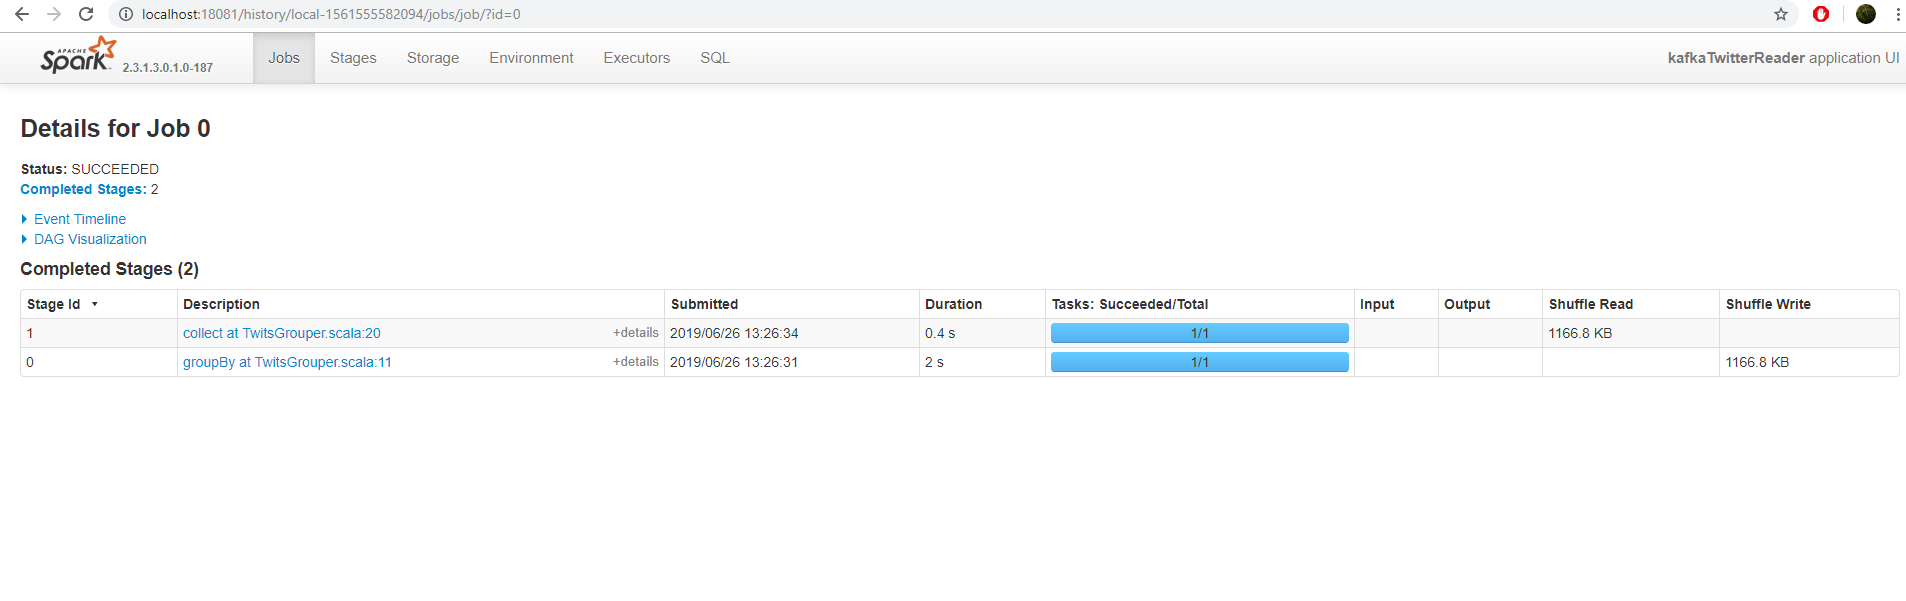 localhost:18081/history/local-1561555582094/jobs/job/?id=0
APACHE Spark 2.3.1.3.0.1.0-187 Jobs Stages Storage Environment Executors SQL kafkaTwitterReader application UI
Details for Job 0
Status: SUCCEEDED
Completed Stages: 2
Event Timeline
DAG Visualization
Completed Stages (2)
Stage Id ▾ Description Submitted Duration Tasks: Succeeded/Total Input Output Shuffle Read Shuffle Write
1 collect at TwitsGrouper.scala:20 +details 2019/06/26 13:26:34 0.4 s 1/1 1166.8 KB
0 groupBy at TwitsGrouper.scala:11 +details 2019/06/26 13:26:31 2 s 1/1 1166.8 KB